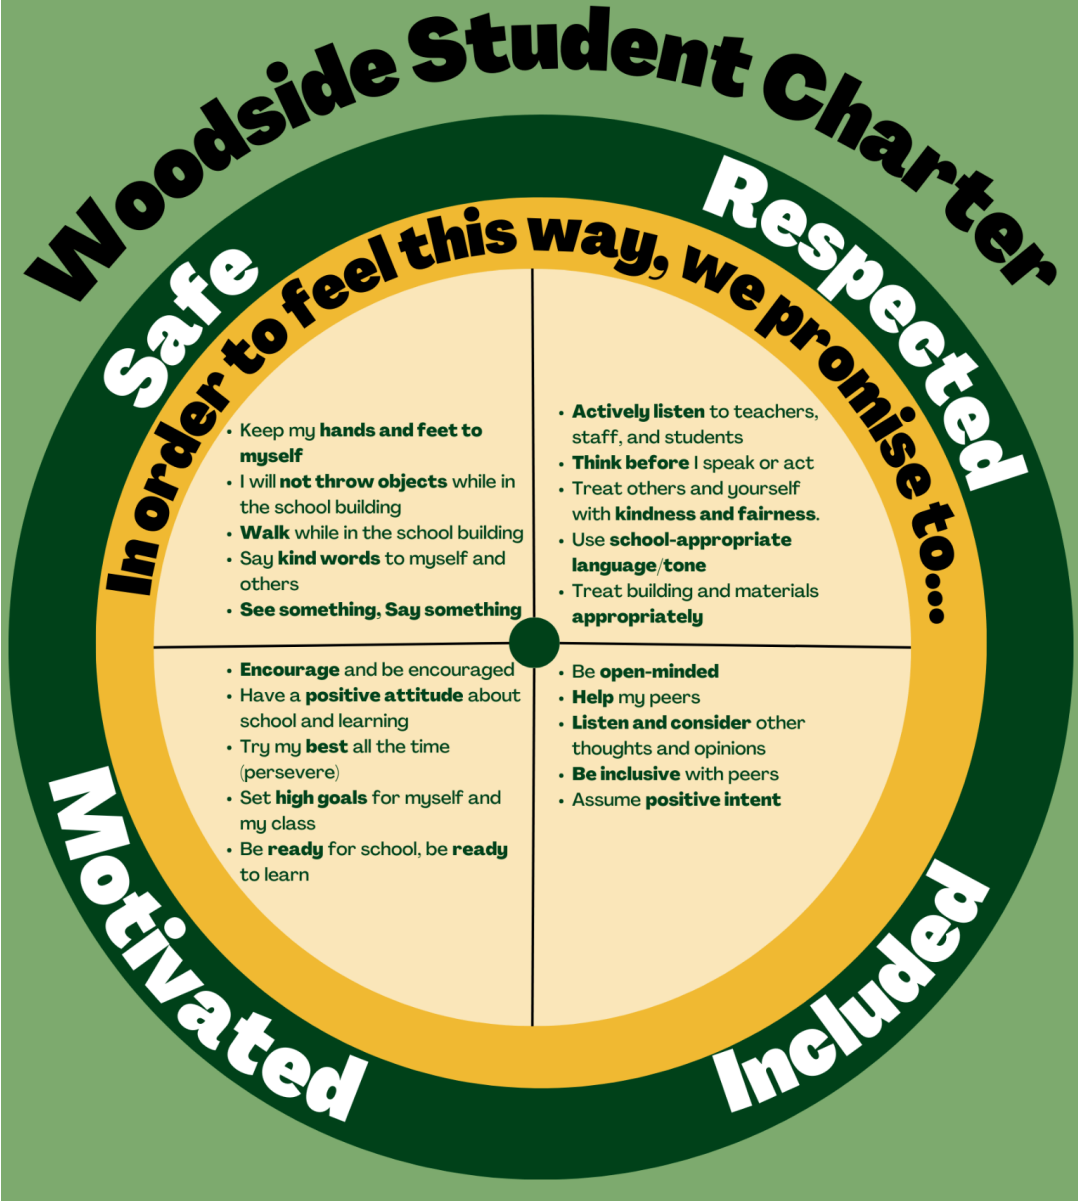 Woodside Student Charter
Safe
Respected
In order to feel this way, we promise to...
• Keep my hands and feet to
myself
• I will not throw objects while in
the school building
• Walk while in the school building
• Say kind words to myself and
others
• See something, Say something
• Actively listen to teachers,
staff, and students
• Think before I speak or act
• Treat others and yourself
with kindness and fairness.
• Use school-appropriate
language/tone
• Treat building and materials
appropriately
• Encourage and be encouraged
• Have a positive attitude about
school and learning
• Try my best all the time
(persevere)
• Set high goals for myself and
my class
• Be ready for school, be ready
to learn
• Be open-minded
• Help my peers
• Listen and consider other
thoughts and opinions
• Be inclusive with peers
• Assume positive intent
Motivated
Included